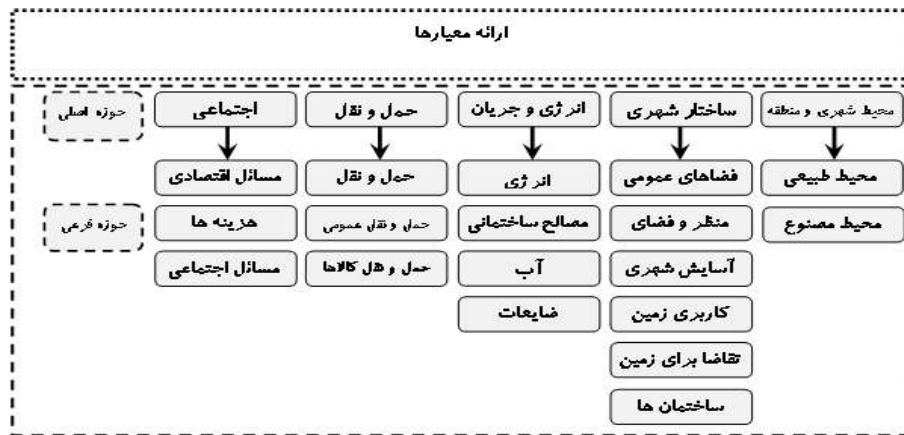 ارائه معیارها
محیط شهری و منطقه
ساختار شهری
انرژی و جریان
حمل و نقل
اجتماعی
حوزه اصلی
محیط طبیعی
فضاهای عمومی
انرژی
حمل و نقل
مسائل اقتصادی
محیط مصنوع
منظر و فضای
مصالح ساختمانی
حمل و نقل عمومی
هزینه ها
حوزه فرعی
آسایش شهری
آب
حمل و نقل کالاها
مسائل اجتماعی
کاربری زمین
ضایعات
تقاضا برای زمین
ساختمان ها